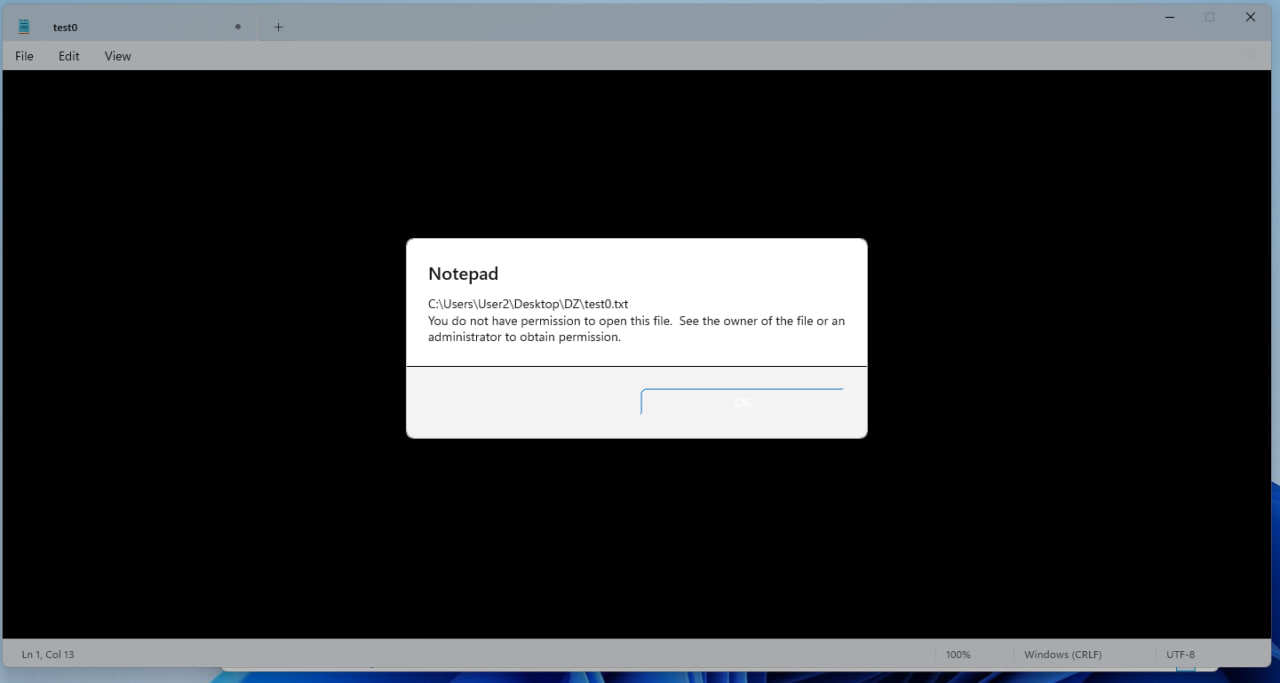 test0
File Edit View
Notepad
C:\Users\User2\Desktop\DZ\test0.txt
You do not have permission to open this file. See the owner of the file or an
administrator to obtain permission.
OK
Ln 1, Col 13 100% Windows (CRLF) UTF-8